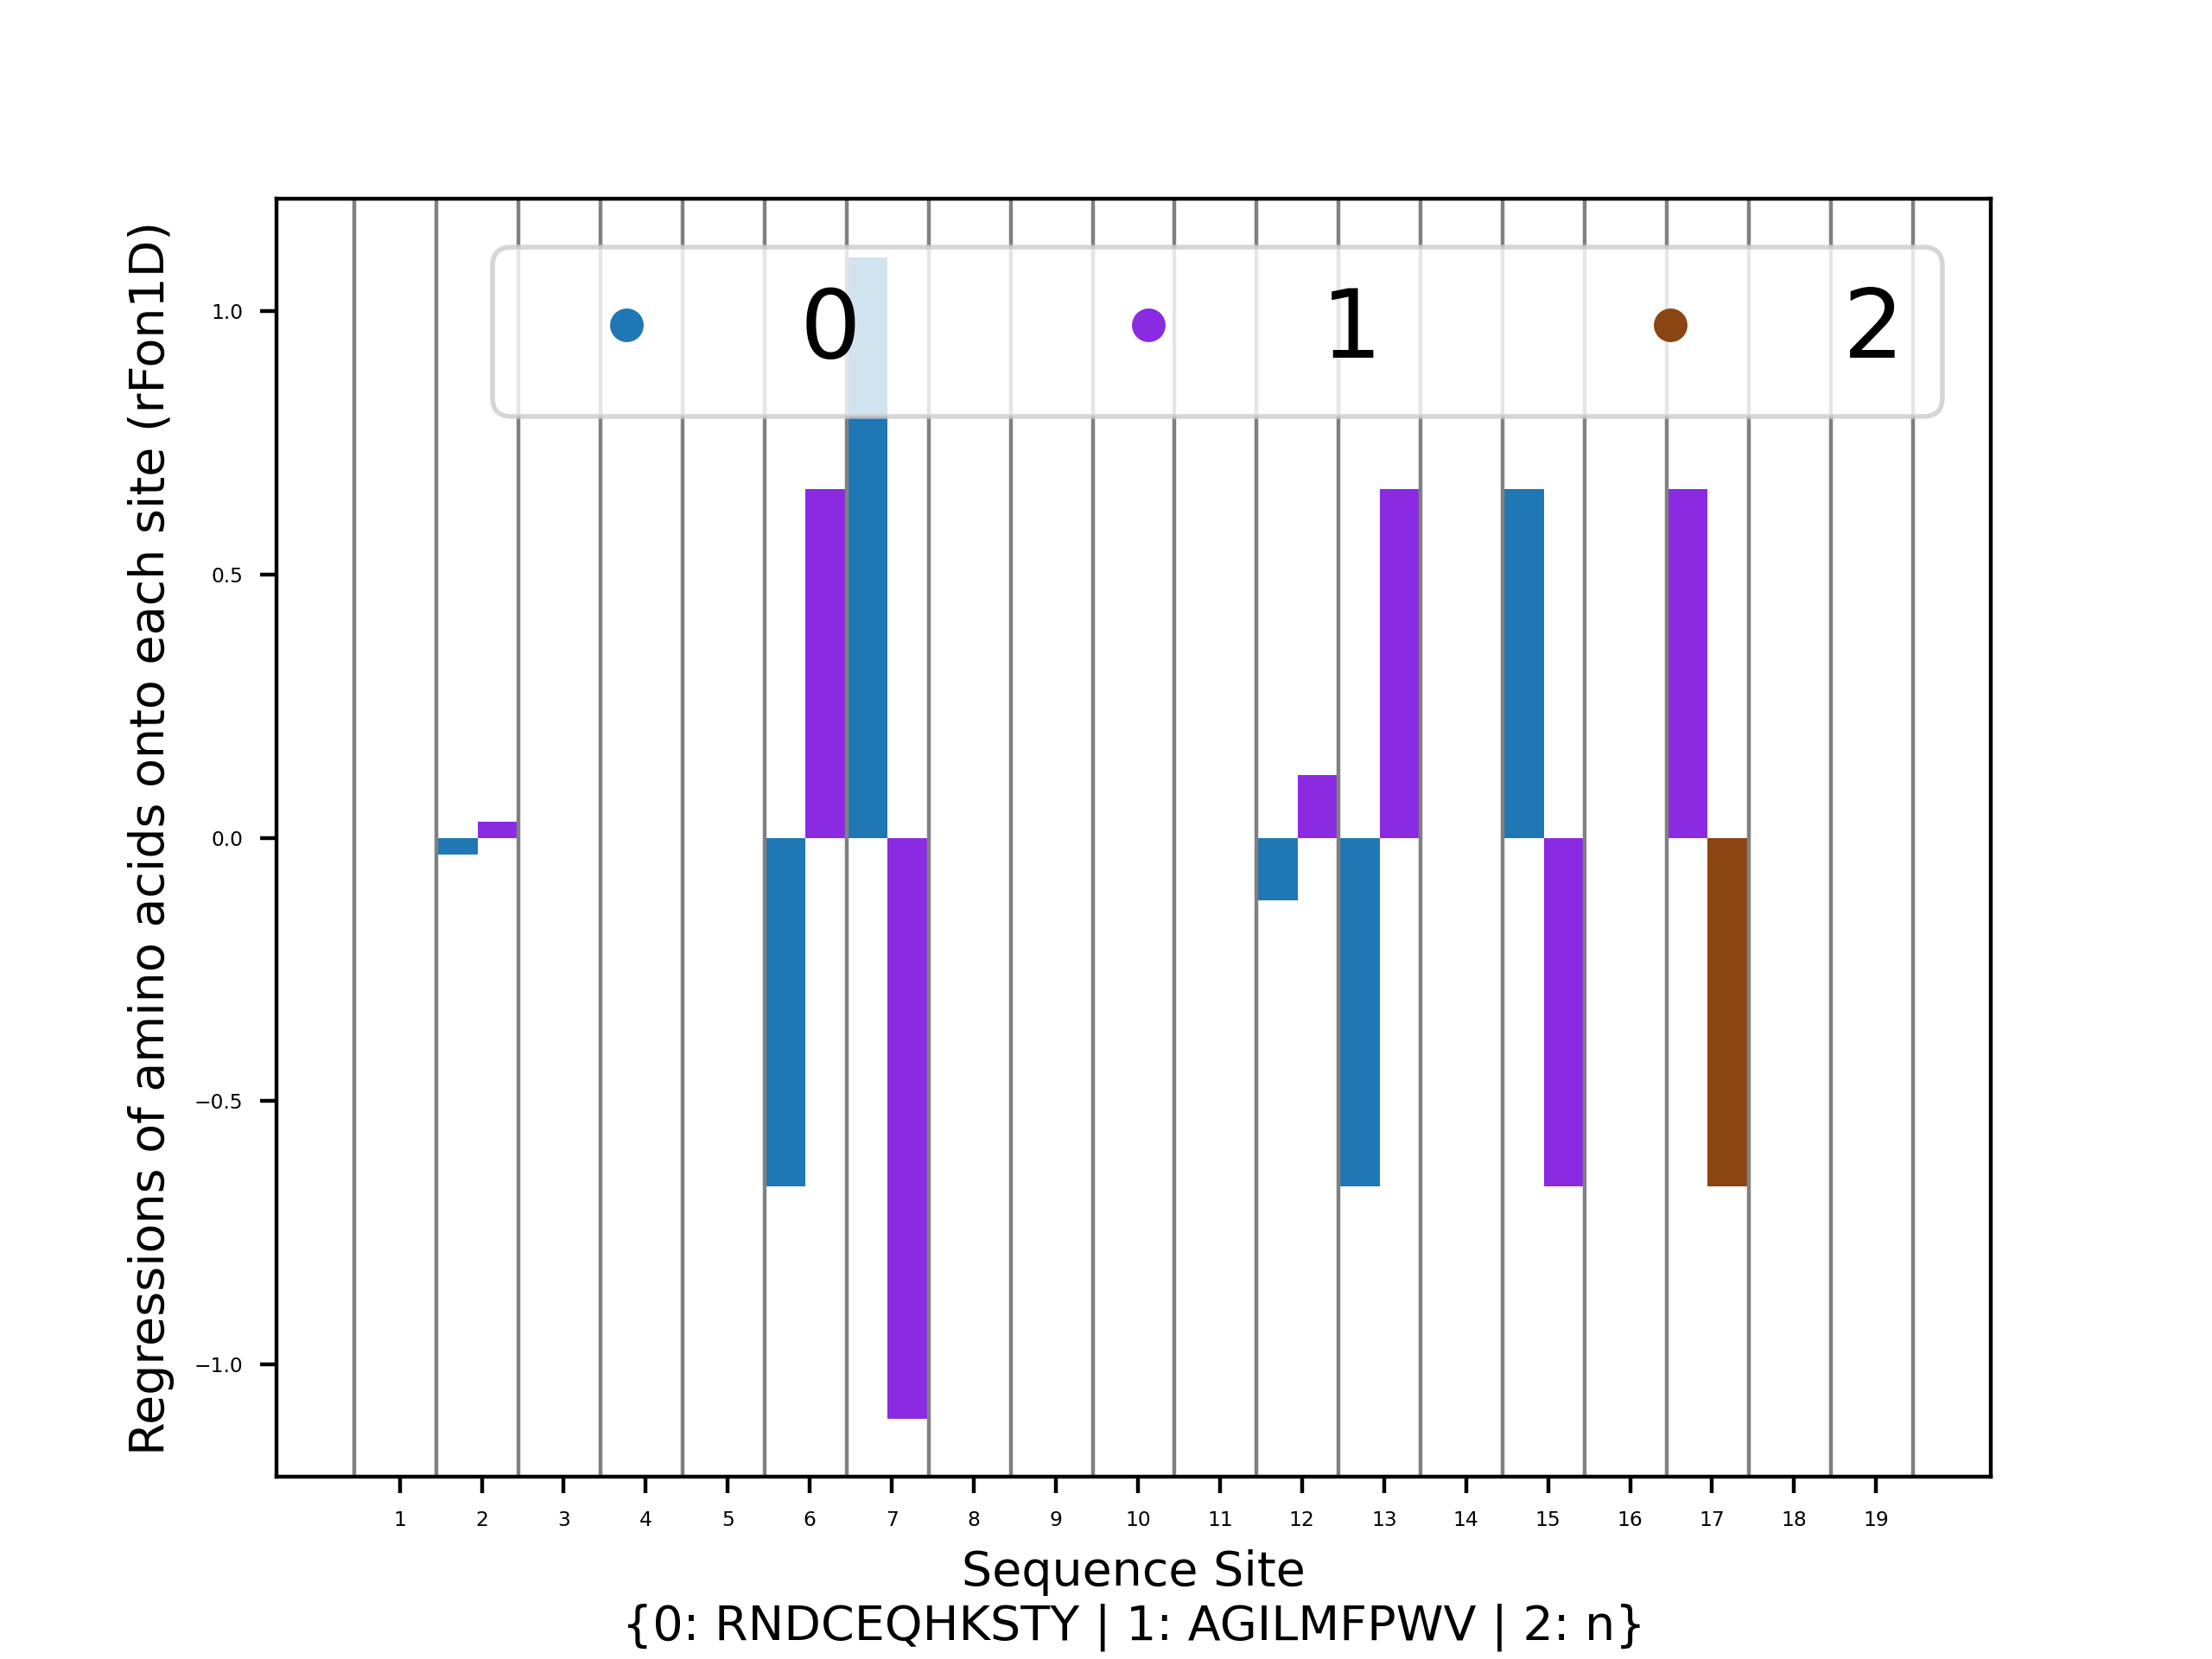 Regressions of amino acids onto each site (rFon1D)
1.0
0.5
0.0
−0.5
−1.0
0 1 2
1 2 3 4 5 6 7 8 9 10 11 12 13 14 15 16 17 18 19
Sequence Site
{0: RNDCEQHKSTY | 1: AGILMFPWV | 2: n}